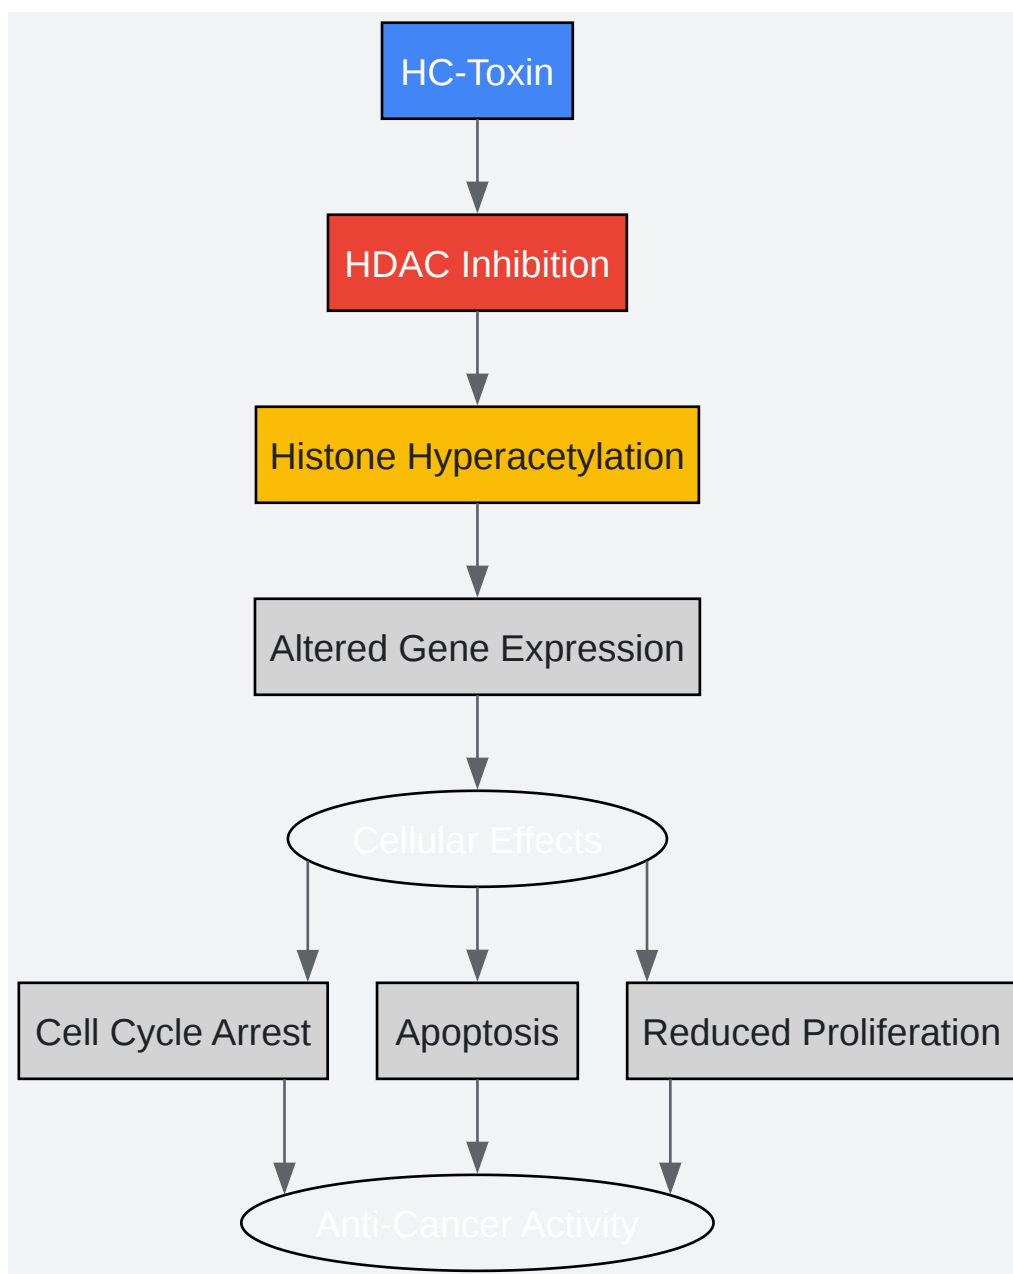 HC-Toxin
HDAC Inhibition
Histone Hyperacetylation
Altered Gene Expression
Cellular Effects
Cell Cycle Arrest
Apoptosis
Reduced Proliferation
Anti-Cancer Activity